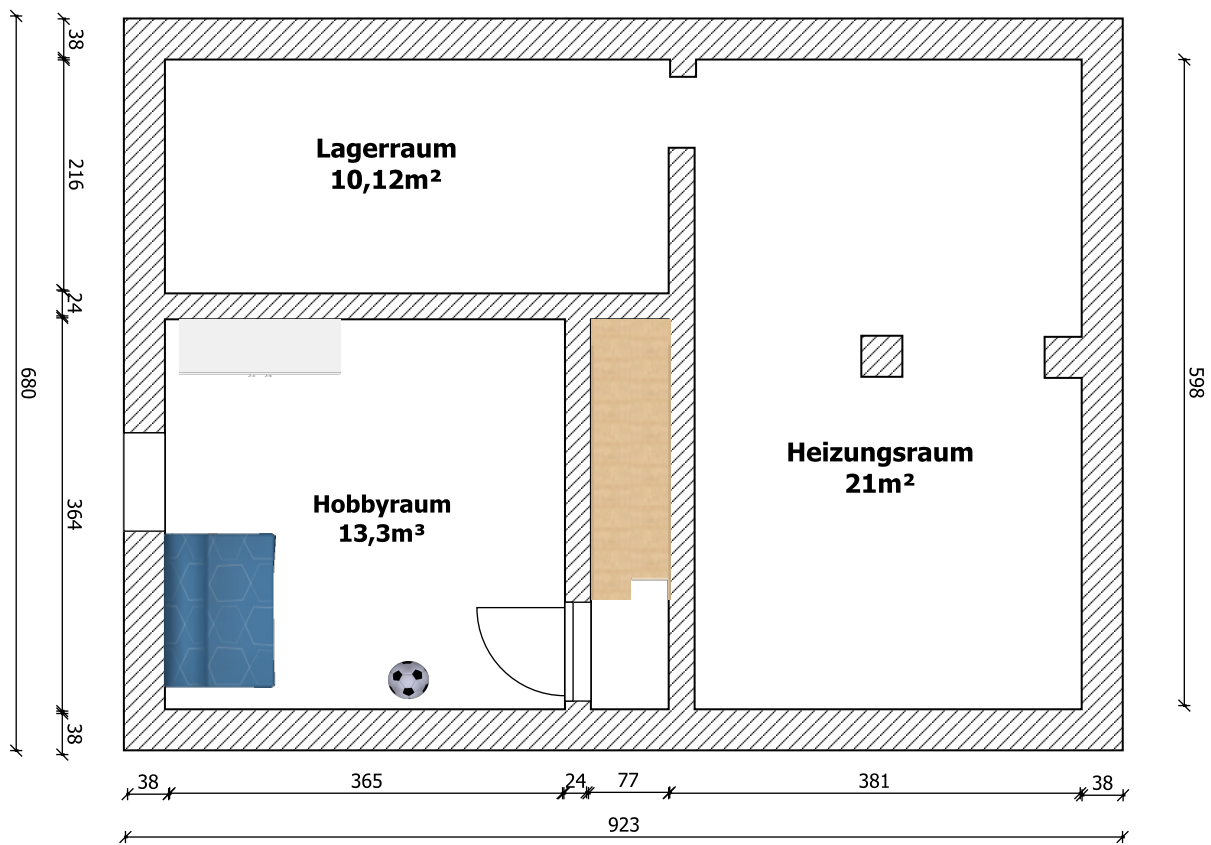 38
216
24
364
38
680
Lagerraum
10,12m²
Hobbyraum
13,3m³
Heizungsraum
21m²
598
38
365
24
77
381
38
923